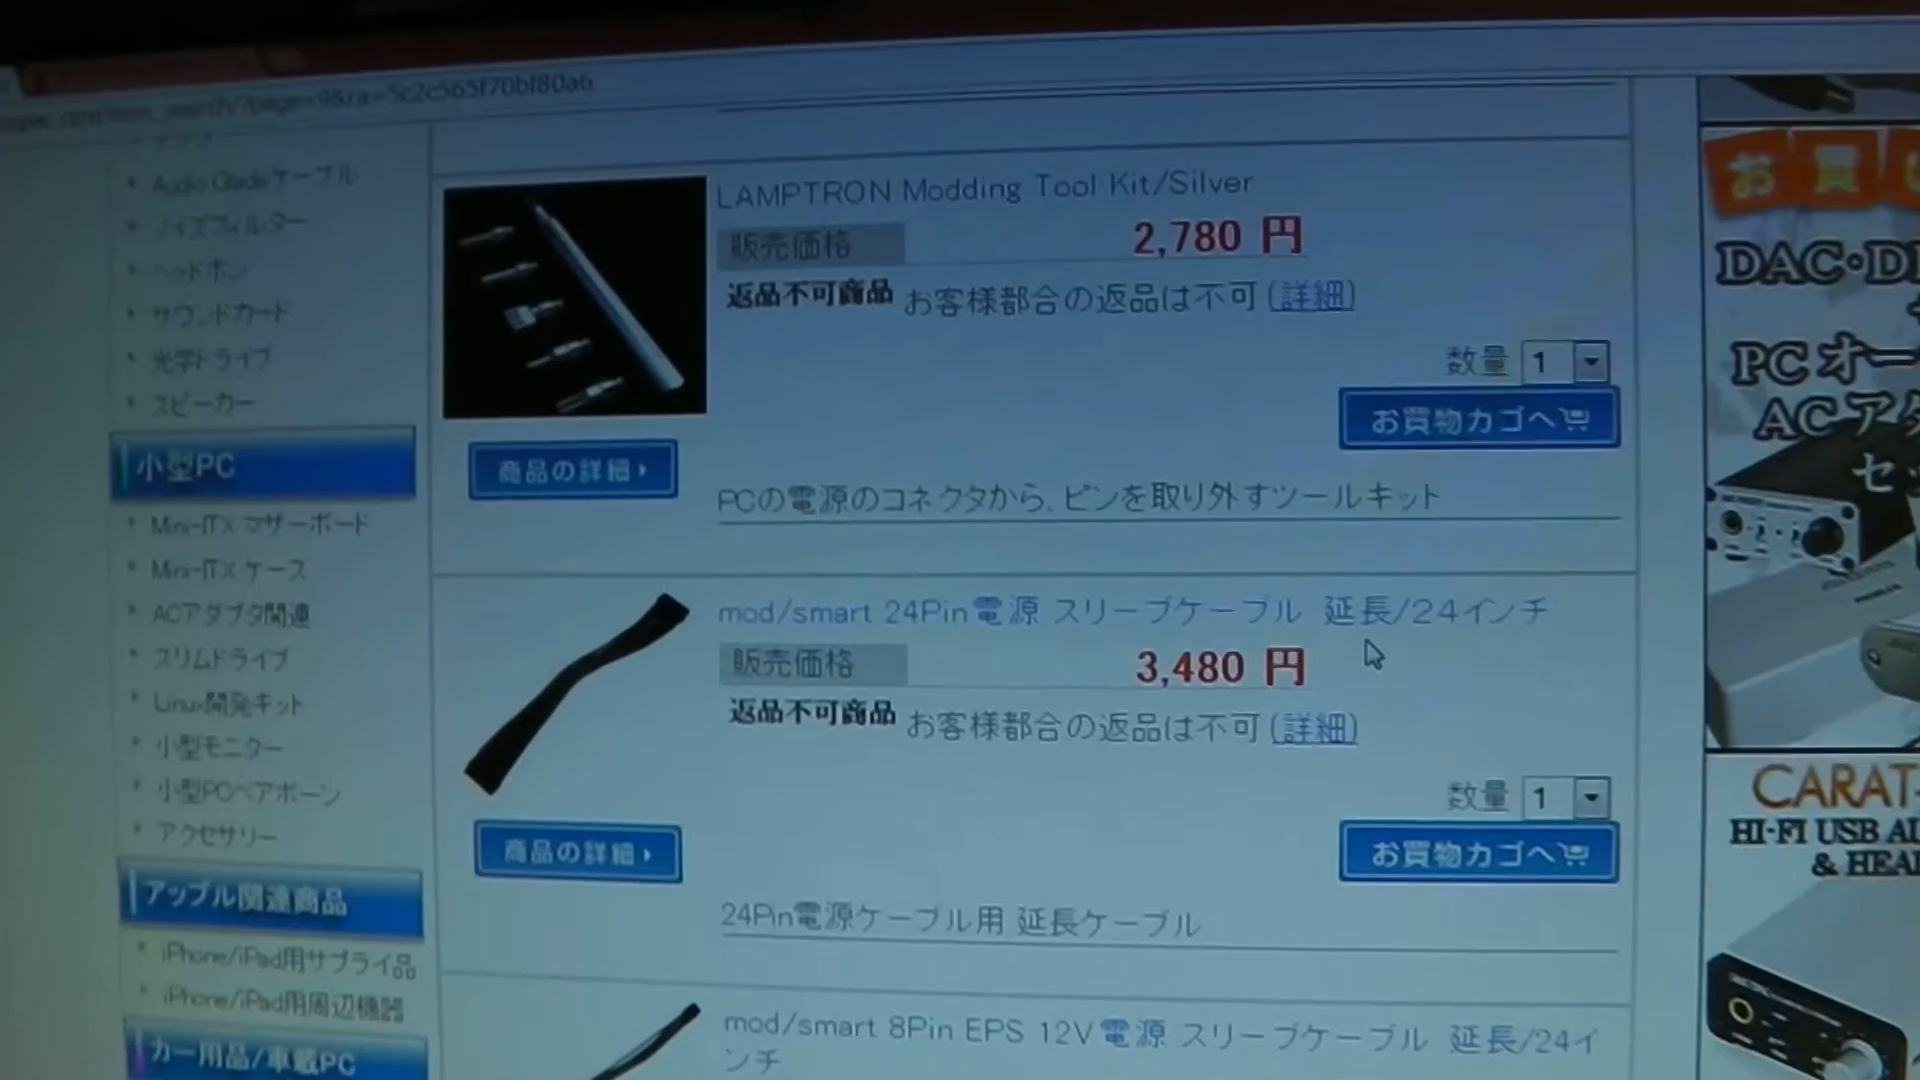 page=9&ra=5c2c565f70bf80a6
Audio Gladeケーブル
ノイズフィルター
ヘッドホン
サウンドカード
光学ドライブ
スピーカー
小型PC
Mini-ITX マザーボード
Mini-ITX ケース
ACアダプタ関連
スリムドライブ
Linux開発キット
小型モニター
小型PCベアボーン
アクセサリー
アップル関連商品
iPhone/iPad用サプライ品
iPhone/iPad用周辺機器
カー用品/車載PC
LAMPTRON Modding Tool Kit/Silver
販売価格 2,780 円
返品不可商品 お客様都合の返品は不可 (詳細)
数量 1
お買物カゴへ
商品の詳細
PCの電源のコネクタから、ピンを取り外すツールキット
mod/smart 24Pin電源 スリーブケーブル 延長/24インチ
販売価格 3,480 円
返品不可商品 お客様都合の返品は不可 (詳細)
数量 1
お買物カゴへ
商品の詳細
24Pin電源ケーブル用 延長ケーブル
mod/smart 8Pin EPS 12V電源 スリーブケーブル 延長/24イ
ンチ
お買
DAC・D
PCオー
ACアダ
セッ
CARAT-
HI-FI USB AU
& HEA